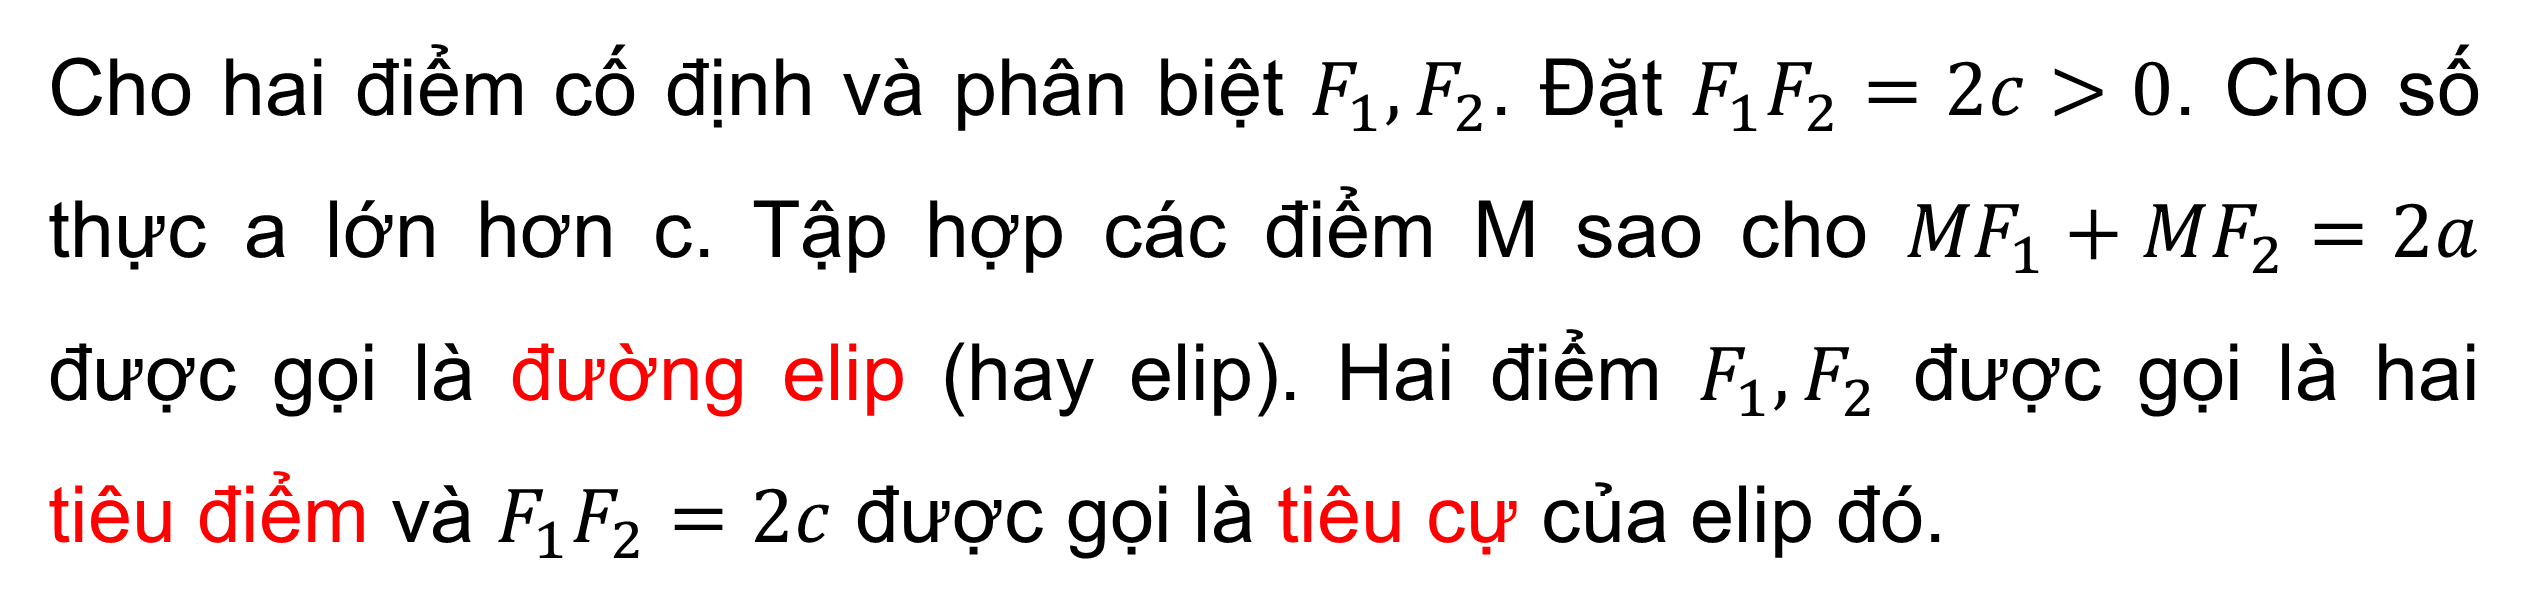 Cho hai điểm cố định và phân biệt F₁, F₂. Đặt F₁F₂ = 2c > 0. Cho số
thực a lớn hơn c. Tập hợp các điểm M sao cho MF₁ + MF₂ = 2a
được gọi là đường elip (hay elip). Hai điểm F₁, F₂ được gọi là hai
tiêu điểm và F₁F₂ = 2c được gọi là tiêu cự của elip đó.